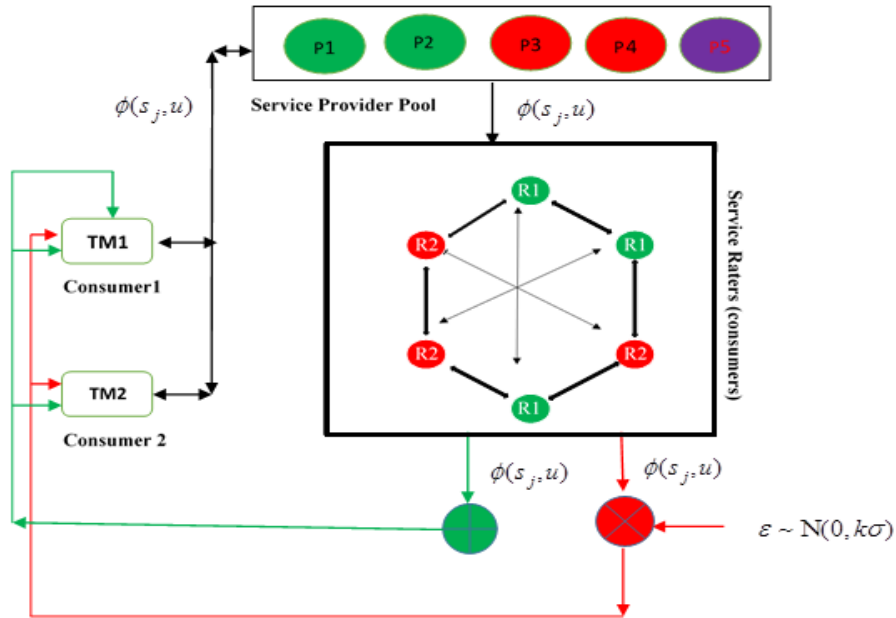 P1 P2 P3 P4 P5
Service Provider Pool
ϕ(s_j, u)
ϕ(s_j, u)
R1
R2 R1
R2 R2
R1
Service Raters (consumers)
TM1
Consumer1
TM2
Consumer 2
ϕ(s_j, u)
ϕ(s_j, u)
ε ~ N(0, kσ)